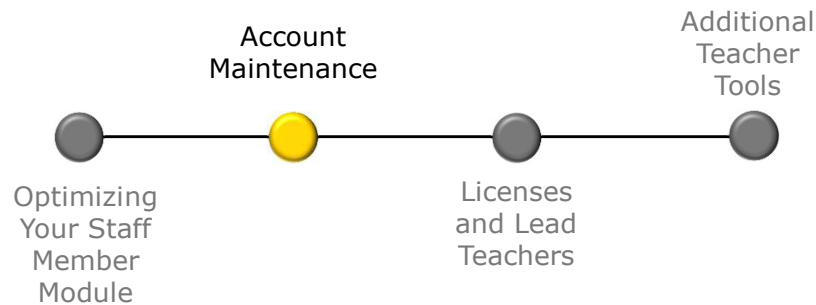 Optimizing
Your Staff
Member
Module
Account
Maintenance
Licenses
and Lead
Teachers
Additional
Teacher
Tools